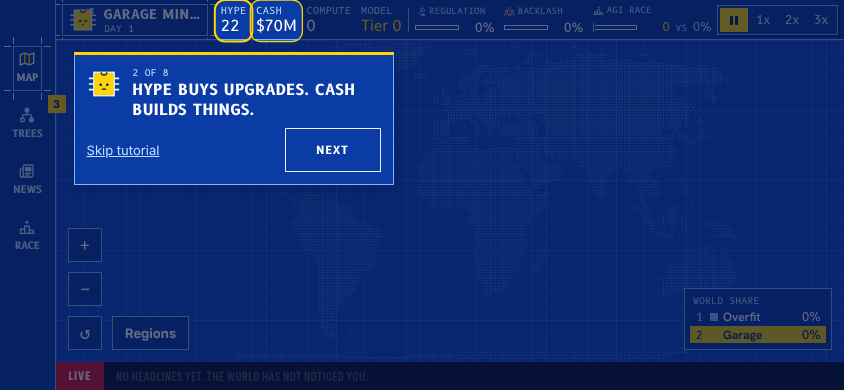 GARAGE MIN...
DAY 1
HYPE
22
CASH
$70M
COMPUTE
0
MODEL
Tier 0
REGULATION
0%
BACKLASH
0%
AGI RACE
0 vs 0%
1x 2x 3x
MAP
3
TREES
NEWS
RACE
2 OF 8
HYPE BUYS UPGRADES. CASH
BUILDS THINGS.
Skip tutorial
NEXT
+
−
↺
Regions
WORLD SHARE
1 Overfit 0%
2 Garage 0%
LIVE
NO HEADLINES YET. THE WORLD HAS NOT NOTICED YOU.